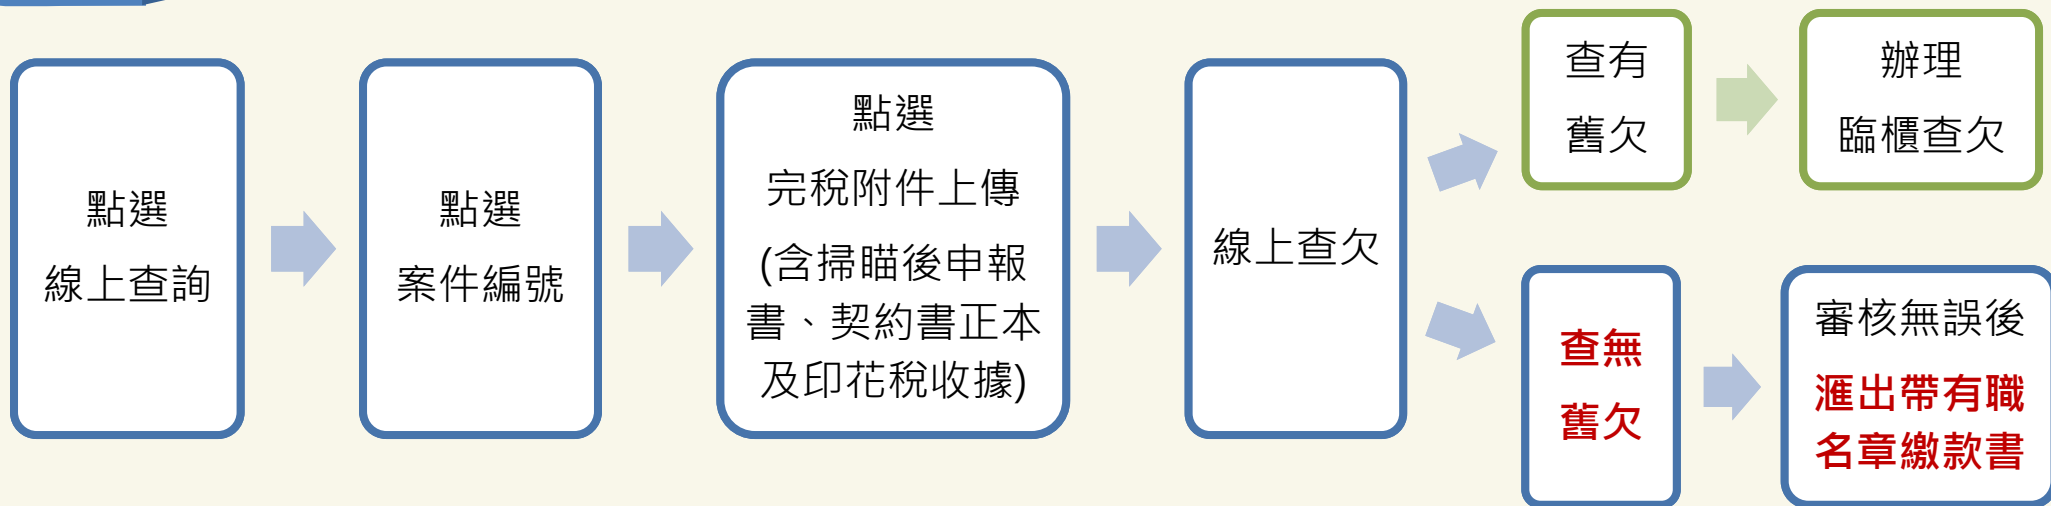 點選
線上查詢
點選
案件編號
點選
完稅附件上傳
(含掃瞄後申報
書、契約書正本
及印花稅收據)
線上查欠
查有
舊欠
辦理
臨櫃查欠
查無
舊欠
審核無誤後
滙出帶有職
名章繳款書